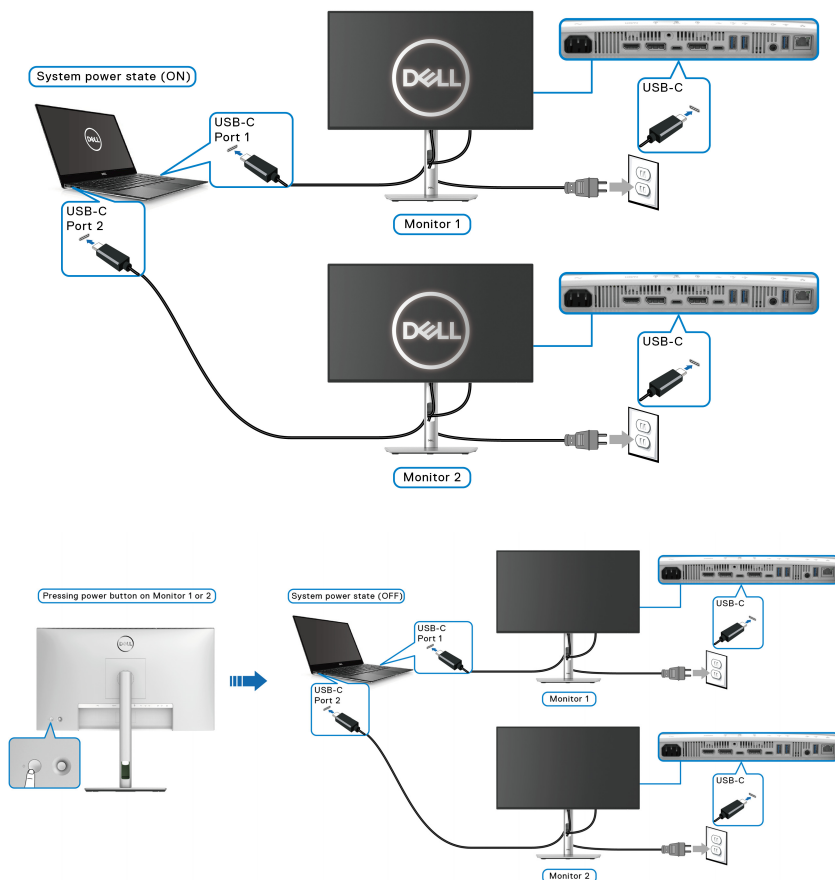 System power state (ON)
DELL
DELL
USB-C
Port 1
USB-C
Monitor 1
USB-C
Port 2
DELL
USB-C
Monitor 2
Pressing power button on Monitor 1 or 2
System power state (OFF)
DELL
USB-C
Port 1
USB-C
Monitor 1
USB-C
Port 2
USB-C
Monitor 2